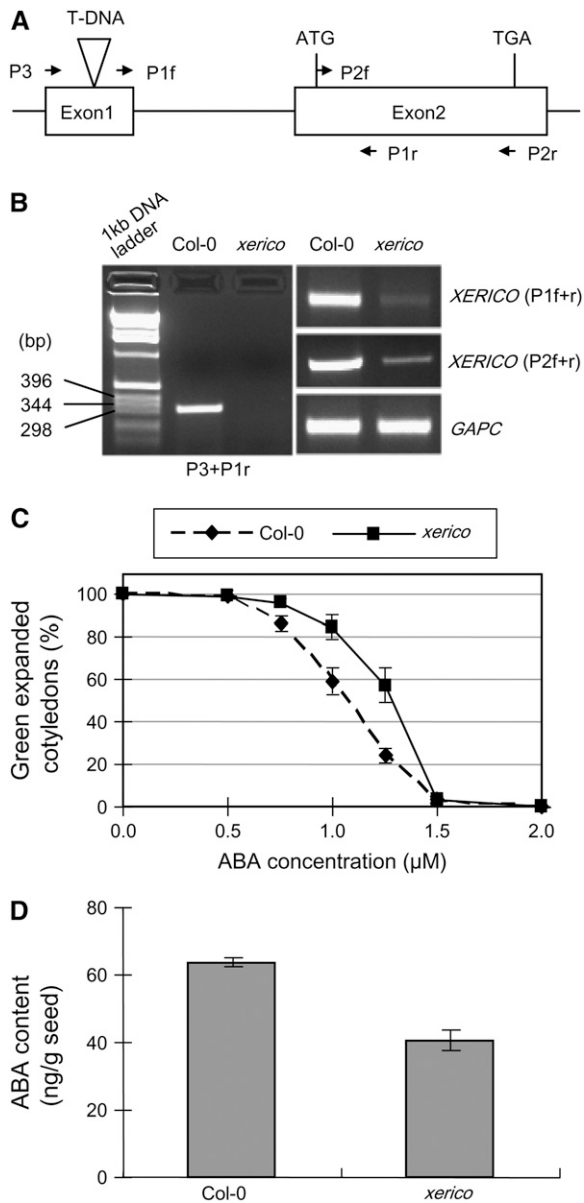 A
T-DNA
P3
P1f
Exon1
ATG
P2f
TGA
Exon2
P1r
P2r
B
1kb DNA
ladder
Col-0
xerico
(bp)
396
344
298
P3+P1r
Col-0
xerico
XERICO (P1f+r)
XERICO (P2f+r)
GAPC
C
Col-0
xerico
Green expanded
cotyledons (%)
100
80
60
40
20
0
0.0
0.5
1.0
1.5
2.0
ABA concentration (µM)
D
ABA content
(ng/g seed)
80
60
40
20
0
Col-0
xerico